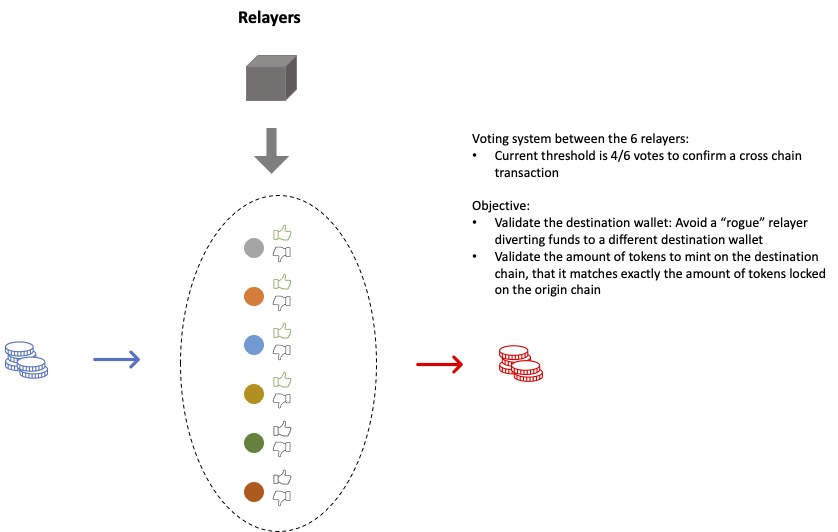 Relayers
Voting system between the 6 relayers:
• Current threshold is 4/6 votes to confirm a cross chain
transaction
Objective:
• Validate the destination wallet: Avoid a “rogue” relayer
diverting funds to a different destination wallet
• Validate the amount of tokens to mint on the destination
chain, that it matches exactly the amount of tokens locked
on the origin chain